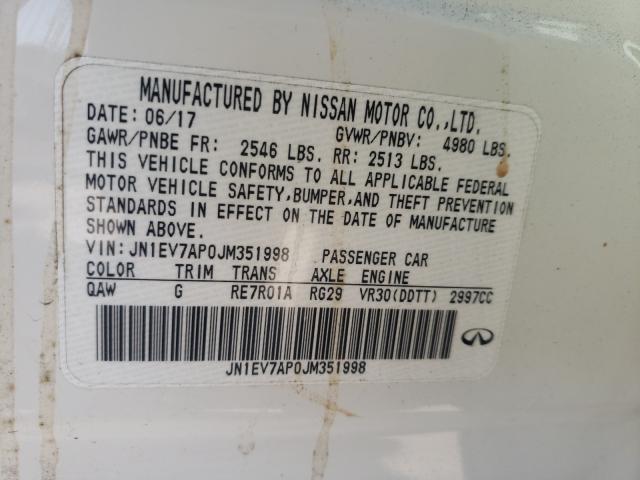 MANUFACTURED BY NISSAN MOTOR CO.,LTD.
DATE: 06/17 GVWR/PNBV: 4980 LBS.
GAWR/PNBE FR: 2546 LBS. RR: 2513 LBS.
THIS VEHICLE CONFORMS TO ALL APPLICABLE FEDERAL
MOTOR VEHICLE SAFETY,BUMPER,AND THEFT PREVENTION
STANDARDS IN EFFECT ON THE DATE OF MANUFACTURE
SHOWN ABOVE.
VIN:JN1EV7AP0JM351998 PASSENGER CAR
COLOR TRIM TRANS AXLE ENGINE
QAW G RE7R01A RG29 VR30(DDTT) 2997CC
JN1EV7AP0JM351998